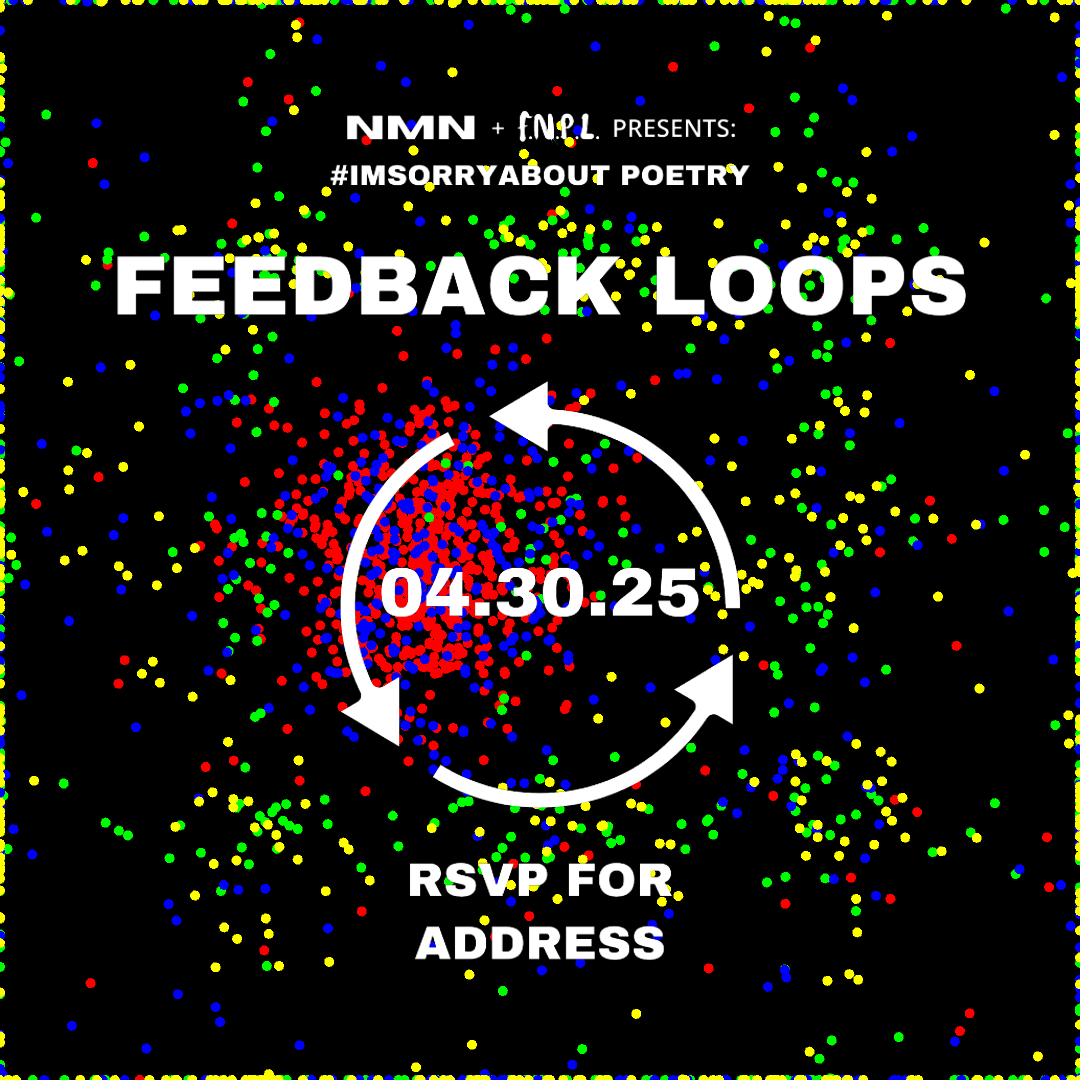 NMN + F.N.P.L. PRESENTS:
#IMSORRYABOUT POETRY
FEEDBACK LOOPS
04.30.25
RSVP FOR
ADDRESS